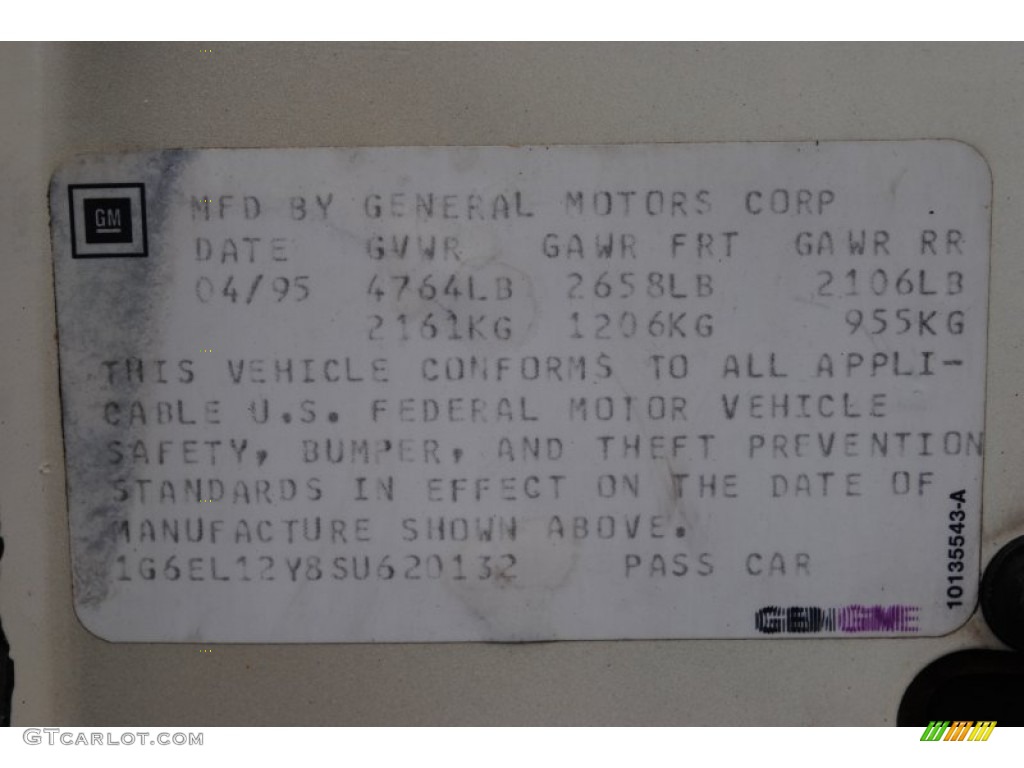 GM
MFD BY GENERAL MOTORS CORP
DATE GVWR GAWR FRT GAWR RR
04/95 4764LB 2658LB 2106LB
2161KG 1206KG 955KG
THIS VEHICLE CONFORMS TO ALL APPLI-
CABLE U.S. FEDERAL MOTOR VEHICLE
SAFETY, BUMPER, AND THEFT PREVENTION
STANDARDS IN EFFECT ON THE DATE OF
MANUFACTURE SHOWN ABOVE.
1G6EL12Y8SU620132 PASS CAR
10135543-A
GTCarlot.com